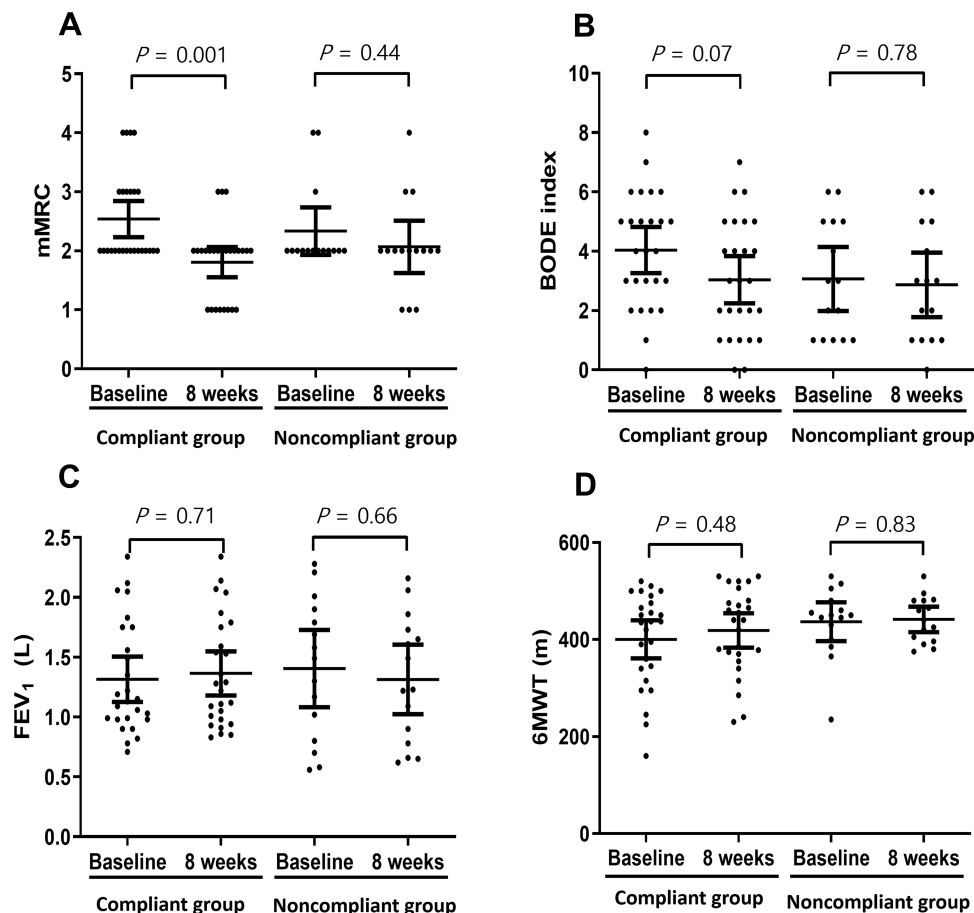 A
P = 0.001
P = 0.44
mMRC
5
4
3
2
1
0
Baseline 8 weeks Baseline 8 weeks
Compliant group Noncompliant group
B
P = 0.07
P = 0.78
BODE index
10
8
6
4
2
0
Baseline 8 weeks Baseline 8 weeks
Compliant group Noncompliant group
C
P = 0.71
P = 0.66
FEV₁ (L)
2.5
2.0
1.5
1.0
0.5
0.0
Baseline 8 weeks Baseline 8 weeks
Compliant group Noncompliant group
D
P = 0.48
P = 0.83
6MWT (m)
600
400
200
0
Baseline 8 weeks Baseline 8 weeks
Compliant group Noncompliant group